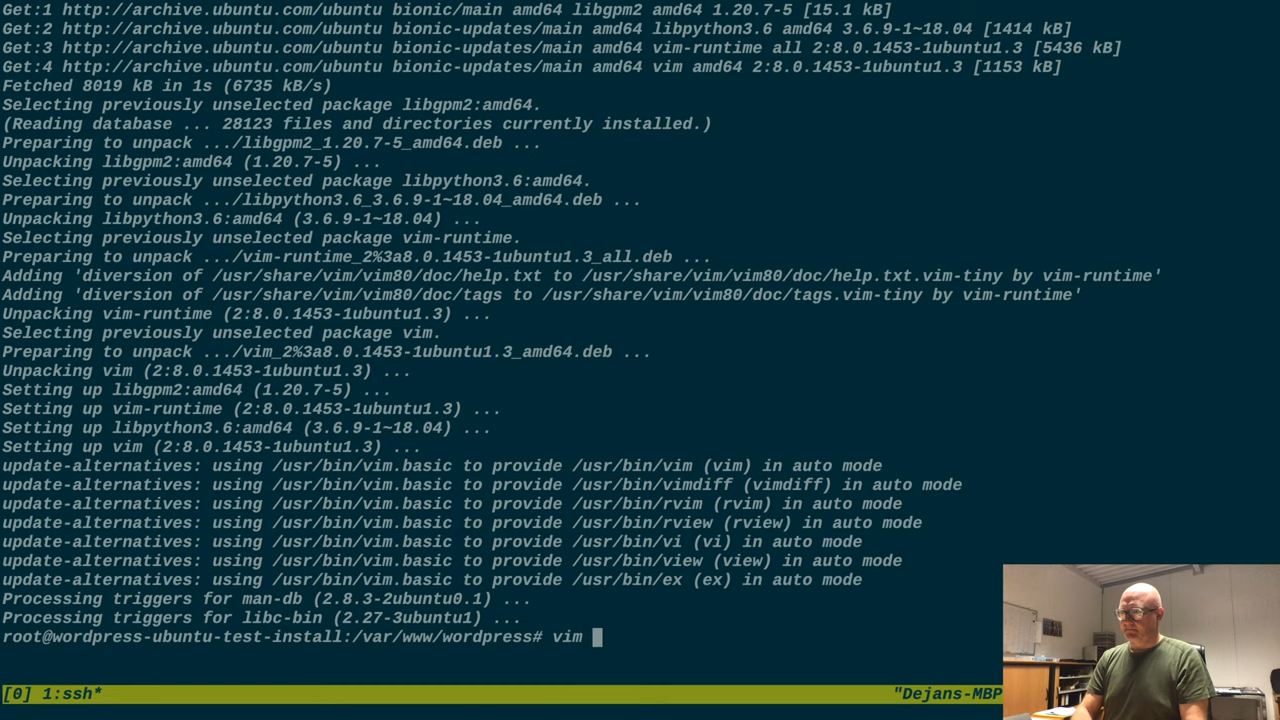 Get:1 http://archive.ubuntu.com/ubuntu bionic/main amd64 libgpm2 amd64 1.20.7-5 [15.1 kB]
Get:2 http://archive.ubuntu.com/ubuntu bionic-updates/main amd64 libpython3.6 amd64 3.6.9-1~18.04 [1414 kB]
Get:3 http://archive.ubuntu.com/ubuntu bionic-updates/main amd64 vim-runtime all 2:8.0.1453-1ubuntu1.3 [5436 kB]
Get:4 http://archive.ubuntu.com/ubuntu bionic-updates/main amd64 vim amd64 2:8.0.1453-1ubuntu1.3 [1153 kB]
Fetched 8019 kB in 1s (6735 kB/s)
Selecting previously unselected package libgpm2:amd64.
(Reading database ... 28123 files and directories currently installed.)
Preparing to unpack .../libgpm2_1.20.7-5_amd64.deb ...
Unpacking libgpm2:amd64 (1.20.7-5) ...
Selecting previously unselected package libpython3.6:amd64.
Preparing to unpack .../libpython3.6_3.6.9-1~18.04_amd64.deb ...
Unpacking libpython3.6:amd64 (3.6.9-1~18.04) ...
Selecting previously unselected package vim-runtime.
Preparing to unpack .../vim-runtime_2%3a8.0.1453-1ubuntu1.3_all.deb ...
Adding 'diversion of /usr/share/vim/vim80/doc/help.txt to /usr/share/vim/vim80/doc/help.txt.vim-tiny by vim-runtime'
Adding 'diversion of /usr/share/vim/vim80/doc/tags to /usr/share/vim/vim80/doc/tags.vim-tiny by vim-runtime'
Unpacking vim-runtime (2:8.0.1453-1ubuntu1.3) ...
Selecting previously unselected package vim.
Preparing to unpack .../vim_2%3a8.0.1453-1ubuntu1.3_amd64.deb ...
Unpacking vim (2:8.0.1453-1ubuntu1.3) ...
Setting up libgpm2:amd64 (1.20.7-5) ...
Setting up vim-runtime (2:8.0.1453-1ubuntu1.3) ...
Setting up libpython3.6:amd64 (3.6.9-1~18.04) ...
Setting up vim (2:8.0.1453-1ubuntu1.3) ...
update-alternatives: using /usr/bin/vim.basic to provide /usr/bin/vim (vim) in auto mode
update-alternatives: using /usr/bin/vim.basic to provide /usr/bin/vimdiff (vimdiff) in auto mode
update-alternatives: using /usr/bin/vim.basic to provide /usr/bin/rvim (rvim) in auto mode
update-alternatives: using /usr/bin/vim.basic to provide /usr/bin/rview (rview) in auto mode
update-alternatives: using /usr/bin/vim.basic to provide /usr/bin/vi (vi) in auto mode
update-alternatives: using /usr/bin/vim.basic to provide /usr/bin/view (view) in auto mode
update-alternatives: using /usr/bin/vim.basic to provide /usr/bin/ex (ex) in auto mode
Processing triggers for man-db (2.8.3-2ubuntu0.1) ...
Processing triggers for libc-bin (2.27-3ubuntu1) ...
root@wordpress-ubuntu-test-install:/var/www/wordpress# vim
[0] 1:ssh* "Dejans-MBP